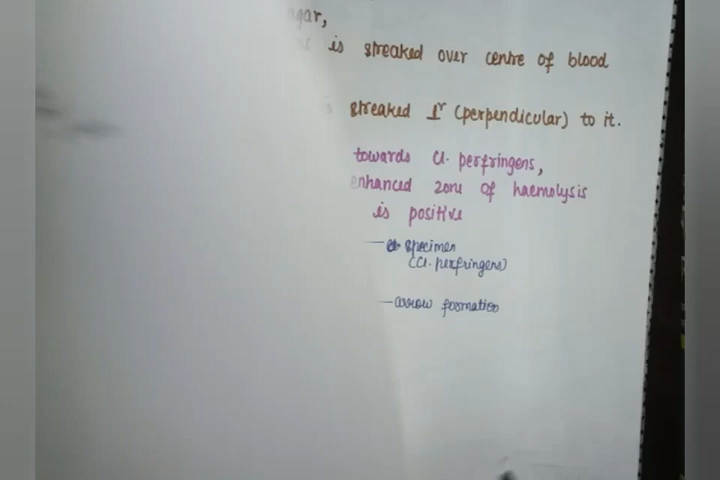 agar,
is streaked over centre of blood
streaked ⊥r (perpendicular) to it.
towards Cl. perfringens,
enhanced zone of haemolysis
is positive
— specimen
(Cl. perfringens)
— arrow formation